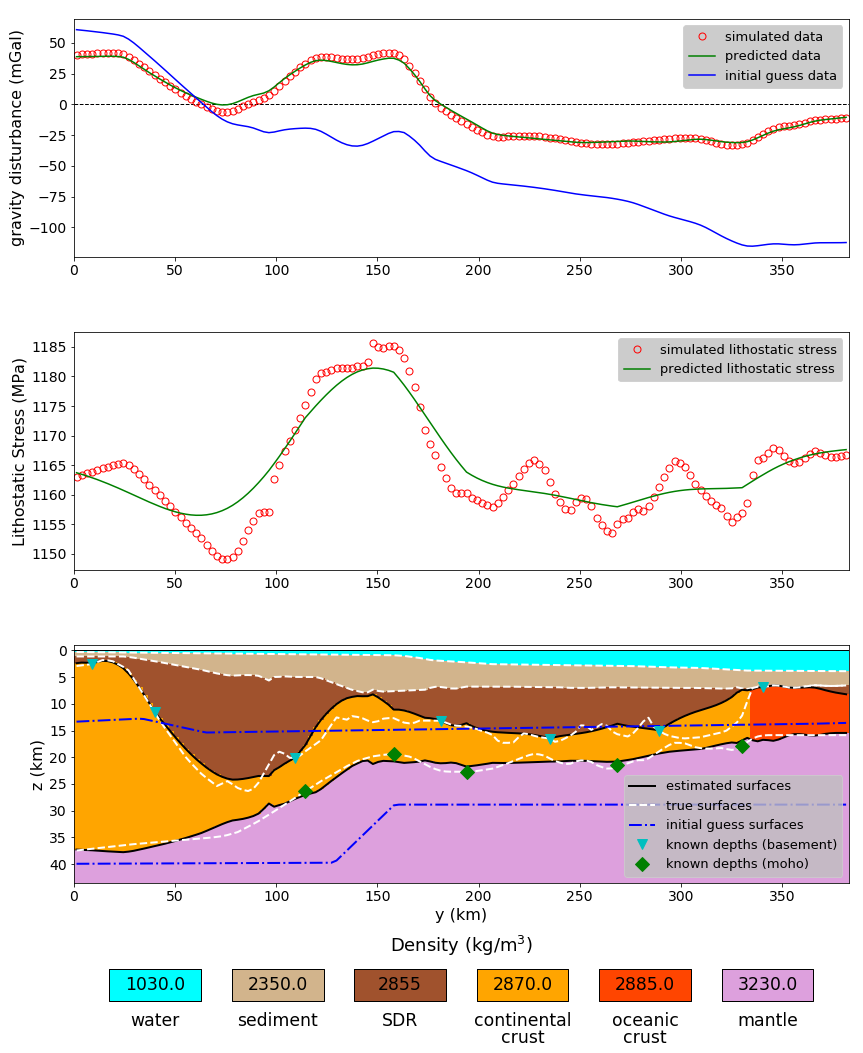 gravity disturbance (mGal)
50
25
0
−25
−50
−75
−100
simulated data
predicted data
initial guess data
0 50 100 150 200 250 300 350
Lithostatic Stress (MPa)
1185
1180
1175
1170
1165
1160
1155
1150
simulated lithostatic stress
predicted lithostatic stress
0 50 100 150 200 250 300 350
z (km)
0
5
10
15
20
25
30
35
40
estimated surfaces
true surfaces
initial guess surfaces
known depths (basement)
known depths (moho)
0 50 100 150 200 250 300 350
y (km)
Density (kg/m³)
1030.0 2350.0 2855 2870.0 2885.0 3230.0
water sediment SDR continental oceanic mantle
crust crust